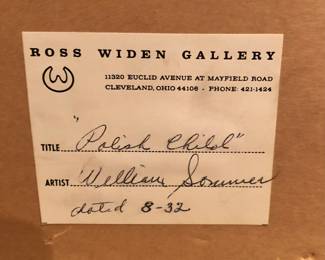 ROSS WIDEN GALLERY
11320 EUCLID AVENUE AT MAYFIELD ROAD
CLEVELAND, OHIO 44106 - PHONE: 421-1424
TITLE "Polish Child"
ARTIST William Sommer
dated 8-32